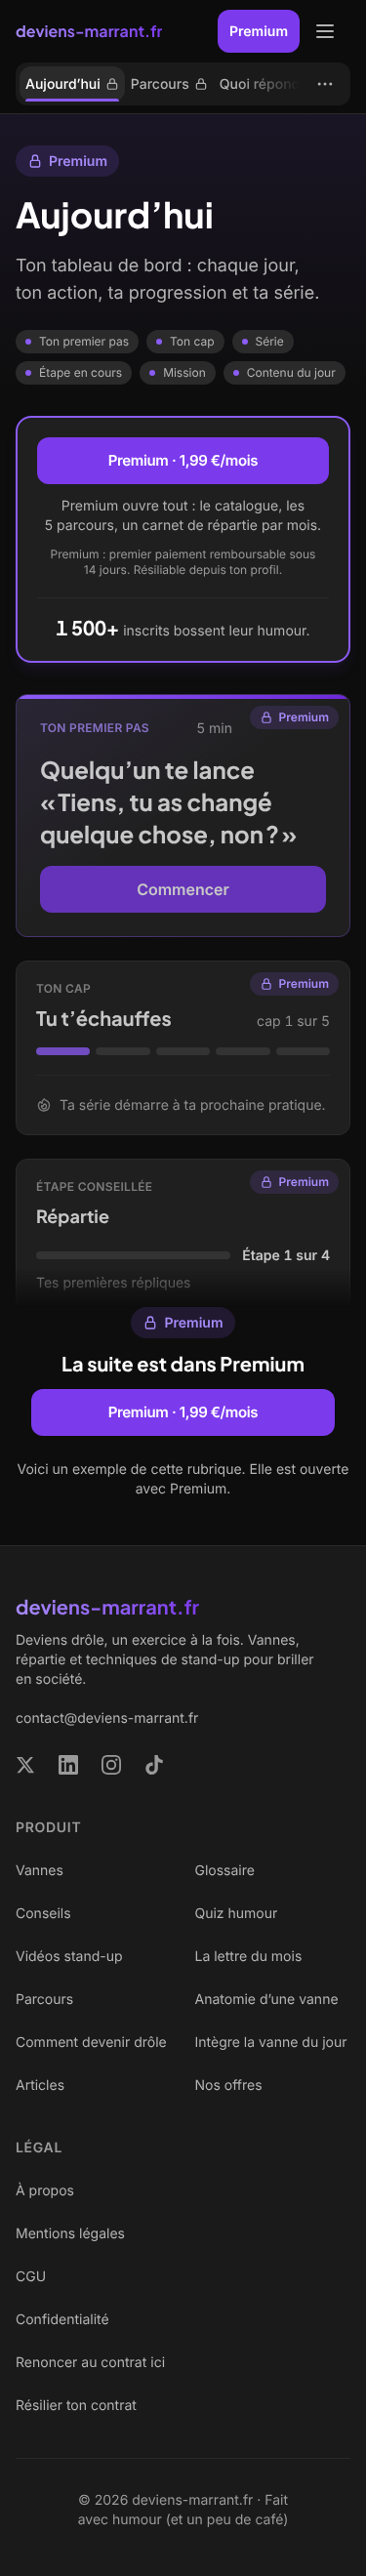 deviens-marrant.fr
Premium
Aujourd’hui
Parcours
Quoi répond
Premium
Aujourd’hui
Ton tableau de bord : chaque jour,
ton action, ta progression et ta série.
Ton premier pas
Ton cap
Série
Étape en cours
Mission
Contenu du jour
Premium · 1,99 €/mois
Premium ouvre tout : le catalogue, les
5 parcours, un carnet de répartie par mois.
Premium : premier paiement remboursable sous
14 jours. Résiliable depuis ton profil.
1 500+ inscrits bossent leur humour.
TON PREMIER PAS
5 min
Premium
Quelqu’un te lance
« Tiens, tu as changé
quelque chose, non ? »
Commencer
TON CAP
Premium
Tu t’échauffes
cap 1 sur 5
Ta série démarre à ta prochaine pratique.
ÉTAPE CONSEILLÉE
Premium
Répartie
Étape 1 sur 4
Tes premières répliques
Premium
La suite est dans Premium
Premium · 1,99 €/mois
Voici un exemple de cette rubrique. Elle est ouverte
avec Premium.
deviens-marrant.fr
Deviens drôle, un exercice à la fois. Vannes,
répartie et techniques de stand-up pour briller
en société.
contact@deviens-marrant.fr
PRODUIT
Vannes
Glossaire
Conseils
Quiz humour
Vidéos stand-up
La lettre du mois
Parcours
Anatomie d’une vanne
Comment devenir drôle
Intègre la vanne du jour
Articles
Nos offres
LÉGAL
À propos
Mentions légales
CGU
Confidentialité
Renoncer au contrat ici
Résilier ton contrat
© 2026 deviens-marrant.fr · Fait
avec humour (et un peu de café)